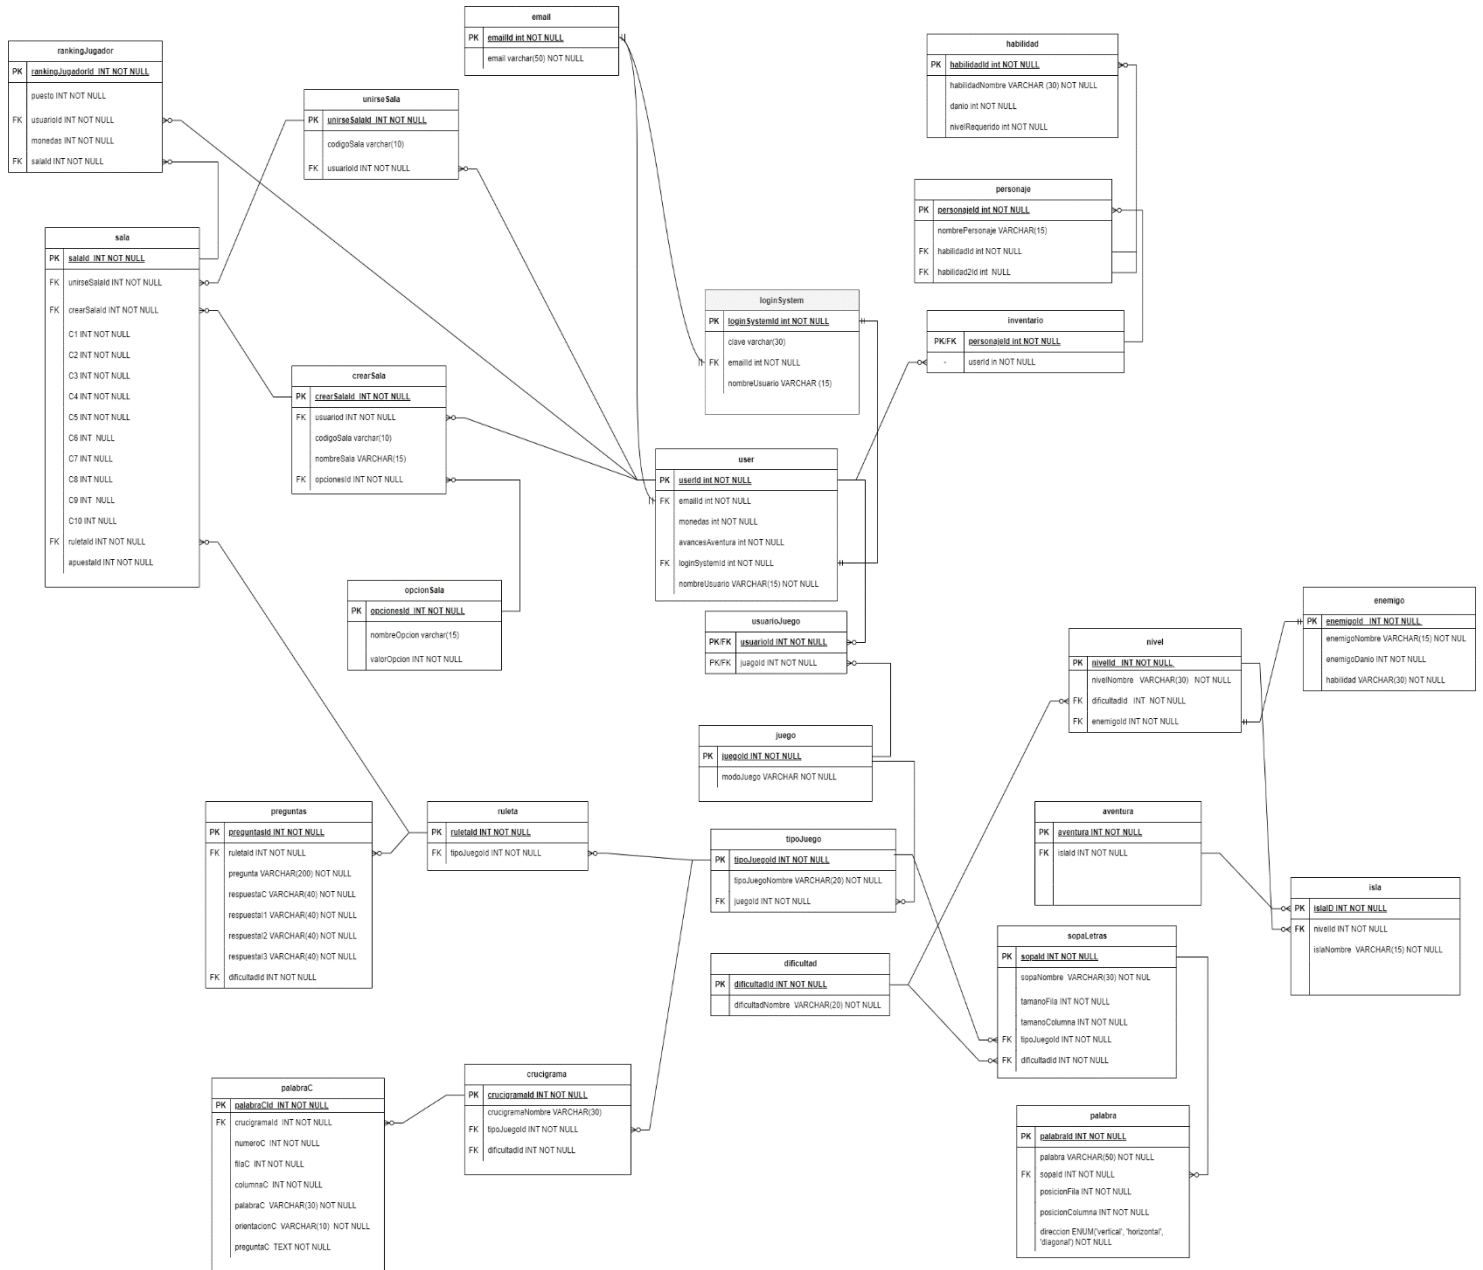 email
PK emailId int NOT NULL
email varchar(50) NOT NULL
rankingJugador
PK rankingJugadorId INT NOT NULL
puesto INT NOT NULL
FK usuarioId INT NOT NULL
monedas INT NOT NULL
FK salaId INT NOT NULL
unirseSala
PK unirseSalaId INT NOT NULL
codigoSala varchar(10)
FK usuarioId INT NOT NULL
habilidad
PK habilidadId int NOT NULL
habilidadNombre VARCHAR (30) NOT NULL
danio int NOT NULL
nivelRequerido int NOT NULL
personaje
PK personajeId int NOT NULL
nombrePersonaje VARCHAR(15)
FK habilidadId int NOT NULL
FK habilidad2Id int NULL
sala
PK salaId INT NOT NULL
FK unirseSalaId INT NOT NULL
FK crearSalaId INT NOT NULL
C1 INT NOT NULL
C2 INT NOT NULL
C3 INT NOT NULL
C4 INT NOT NULL
C5 INT NOT NULL
C6 INT NULL
C7 INT NULL
C8 INT NULL
C9 INT NULL
C10 INT NULL
FK ruletaId INT NOT NULL
apuestaId INT NOT NULL
loginSystem
PK loginSystemId int NOT NULL
clave varchar(30)
FK emailId int NOT NULL
nombreUsuario VARCHAR (15)
inventario
PK/FK personajeId int NOT NULL
- userId in NOT NULL
crearSala
PK crearSalaId INT NOT NULL
FK usuariod INT NOT NULL
codigoSala varchar(10)
nombreSala VARCHAR(15)
FK opcionesId INT NOT NULL
user
PK userId int NOT NULL
FK emailId int NOT NULL
monedas int NOT NULL
avancesAventura int NOT NULL
FK loginSystemId int NOT NULL
nombreUsuario VARCHAR(15) NOT NULL
opcionSala
PK opcionesId INT NOT NULL
nombreOpcion varchar(15)
valorOpcion INT NOT NULL
usuarioJuego
PK/FK usuarioId INT NOT NULL
PK/FK juagoId INT NOT NULL
enemigo
PK enemigoId INT NOT NULL
enemigoNombre VARCHAR(15) NOT NUL
enemigoDanio INT NOT NULL
habilidad VARCHAR(30) NOT NULL
nivel
PK nivelId INT NOT NULL
nivelNombre VARCHAR(30) NOT NULL
FK dificultadId INT NOT NULL
FK enemigoId INT NOT NULL
juego
PK juegoId INT NOT NULL
modoJuego VARCHAR NOT NULL
preguntas
PK preguntasId INT NOT NULL
FK ruletaId INT NOT NULL
pregunta VARCHAR(200) NOT NULL
respuestaC VARCHAR(40) NOT NULL
respuestaI1 VARCHAR(40) NOT NULL
respuestaI2 VARCHAR(40) NOT NULL
respuestaI3 VARCHAR(40) NOT NULL
FK dificultadId INT NOT NULL
ruleta
PK ruletaId INT NOT NULL
FK tipoJuegoId INT NOT NULL
tipoJuego
PK tipoJuegoId INT NOT NULL
tipoJuegoNombre VARCHAR(20) NOT NULL
FK juegoId INT NOT NULL
aventura
PK aventura INT NOT NULL
FK islaId INT NOT NULL
isla
PK islaID INT NOT NULL
FK nivelId INT NOT NULL
islaNombre VARCHAR(15) NOT NULL
dificultad
PK dificultadId INT NOT NULL
dificultadNombre VARCHAR(20) NOT NULL
sopaLetras
PK sopaId INT NOT NULL
sopaNombre VARCHAR(30) NOT NUL
tamanoFila INT NOT NULL
tamanoColumna INT NOT NULL
FK tipoJuegoId INT NOT NULL
FK dificultadId INT NOT NULL
palabraC
PK palabraCId INT NOT NULL
FK crucigramaId INT NOT NULL
numeroC INT NOT NULL
filaC INT NOT NULL
columnaC INT NOT NULL
palabraC VARCHAR(30) NOT NULL
orientacionC VARCHAR(10) NOT NULL
preguntaC TEXT NOT NULL
crucigrama
PK crucigramaId INT NOT NULL
crucigramaNombre VARCHAR(30)
FK tipoJuegoId INT NOT NULL
FK dificultadId INT NOT NULL
palabra
PK palabraId INT NOT NULL
palabra VARCHAR(50) NOT NULL
FK sopaId INT NOT NULL
posicionFila INT NOT NULL
posicionColumna INT NOT NULL
direccion ENUM('vertical', 'horizontal',
'diagonal') NOT NULL